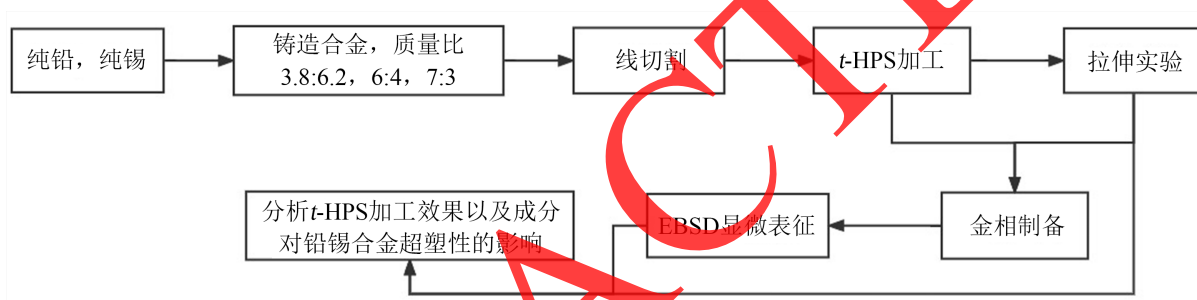 纯铅，纯锡
铸造合金，质量比
3.8:6.2，6:4，7:3
线切割
t-HPS加工
拉伸实验
金相制备
EBSD显微表征
分析t-HPS加工效果以及成分
对铅锡合金超塑性的影响
ACTE